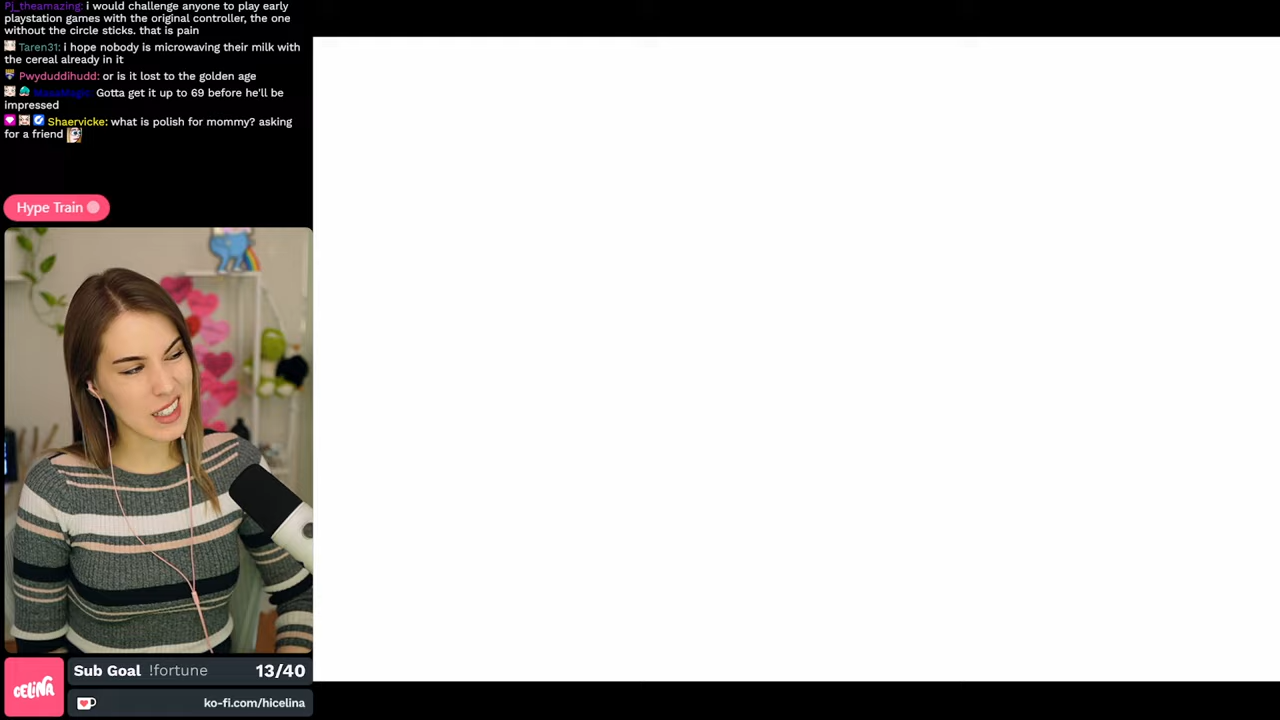 Pj_theamazing: i would challenge anyone to play early
playstation games with the original controller, the one
without the circle sticks. that is pain
Taren31: i hope nobody is microwaving their milk with
the cereal already in it
Pwyduddihudd: or is it lost to the golden age
Gotta get it up to 69 before he'll be
impressed
Shaervicke: what is polish for mommy? asking
for a friend
Hype Train
CELINA
Sub Goal !fortune 13/40
ko-fi.com/hicelina